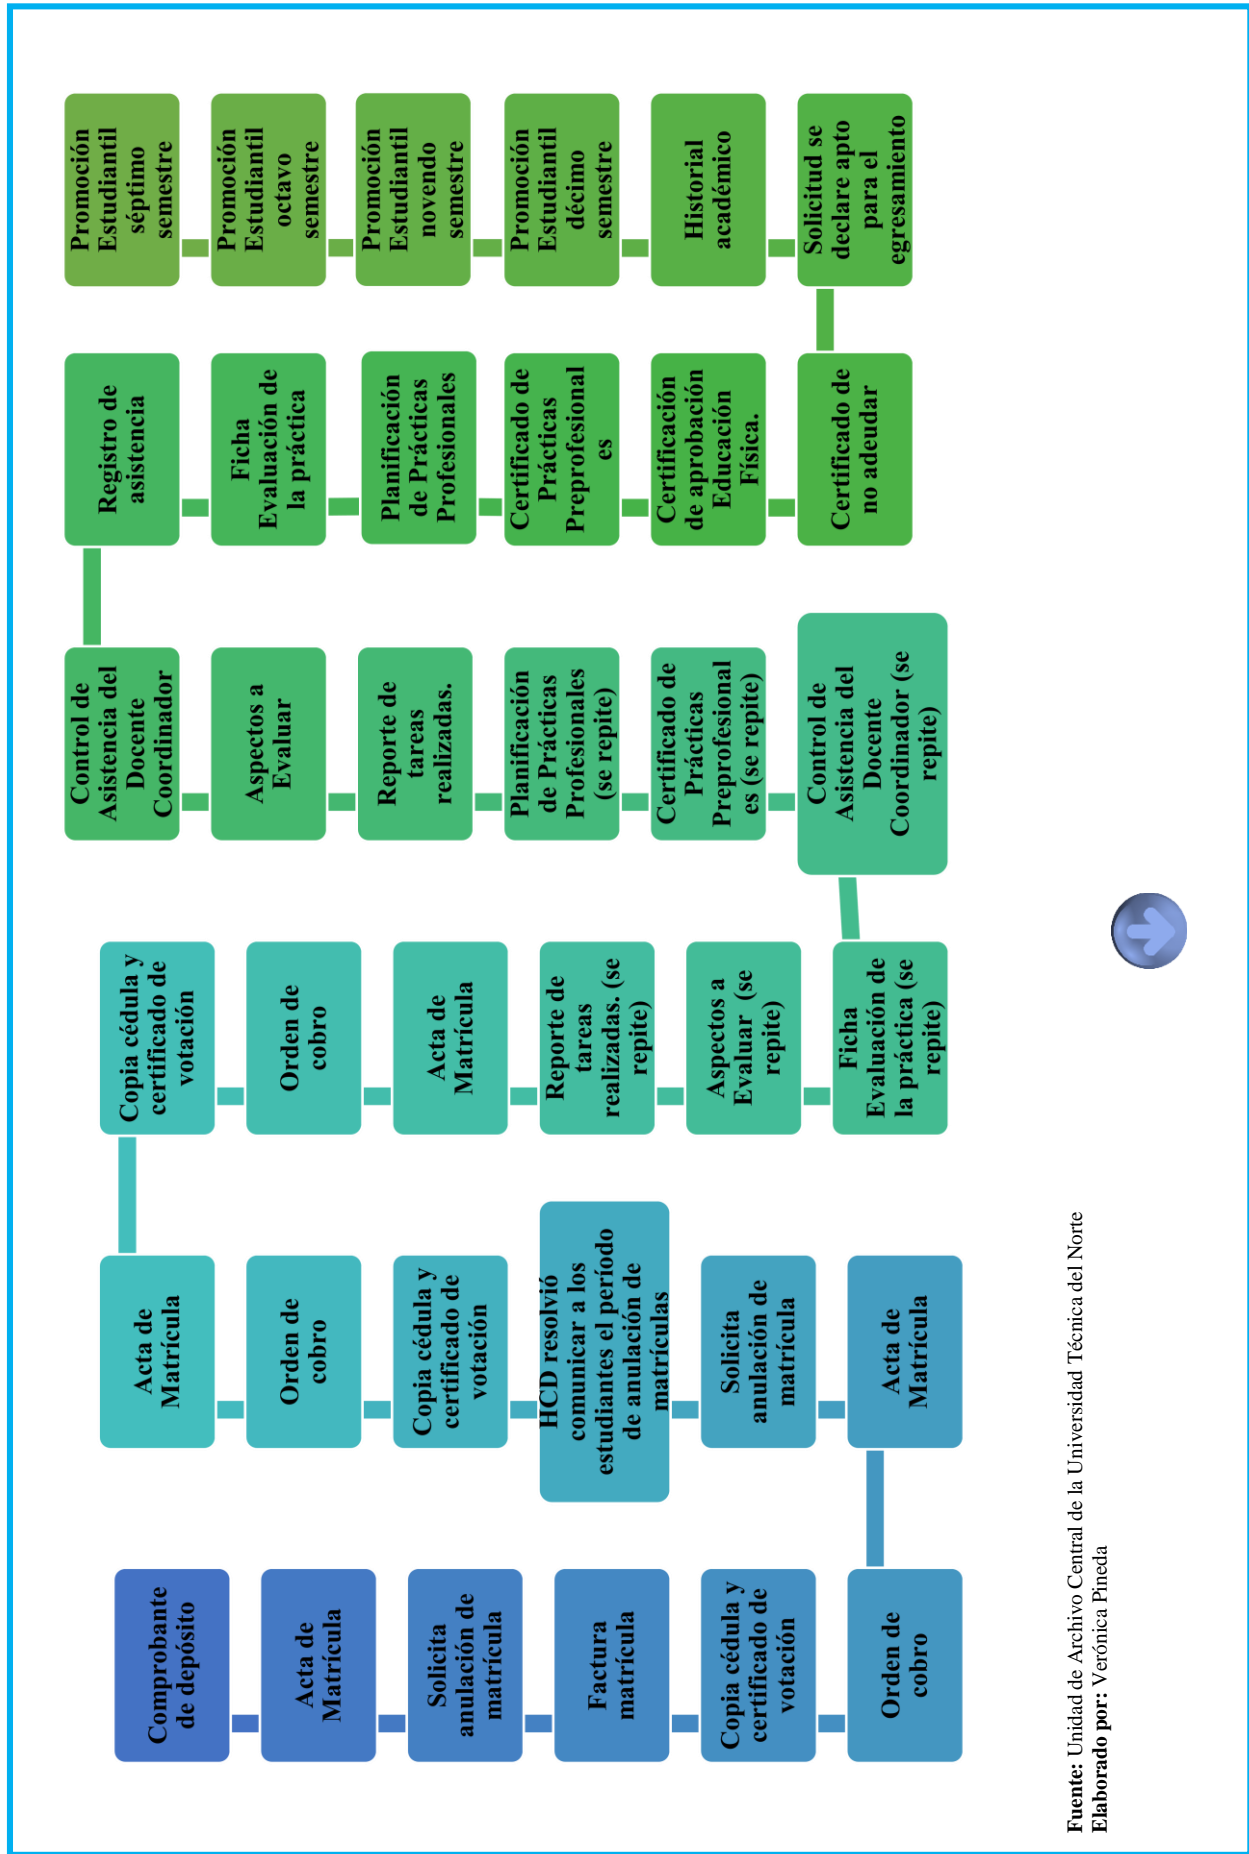 Comprobante
de depósito
Acta de
Matrícula
Solicita
anulación de
matrícula
Factura
matrícula
Copia cédula y
certificado de
votación
Orden de
cobro
Acta de
Matrícula
Solicita
anulación de
matrícula
HCD resolvió
comunicar a los
estudiantes el período
de anulación de
matrículas
Copia cédula y
certificado de
votación
Orden de
cobro
Acta de
Matrícula
Copia cédula y
certificado de
votación
Orden de
cobro
Acta de
Matrícula
Reporte de
tareas
realizadas. (se
repite)
Aspectos a
Evaluar (se
repite)
Ficha
Evaluación de
la práctica (se
repite)
Control de
Asistencia del
Docente
Coordinador (se
repite)
Certificado de
Prácticas
Preprofesional
es (se repite)
Planificación
de Prácticas
Profesionales
(se repite)
Reporte de
tareas
realizadas.
Aspectos a
Evaluar
Control de
Asistencia del
Docente
Coordinador
Registro de
asistencia
Ficha
Evaluación de
la práctica
Planificación
de Prácticas
Profesionales
Certificado de
Prácticas
Preprofesional
es
Certificación
de aprobación
Educación
Física.
Certificado de
no adeudar
Solicitud se
declare apto
para el
egresamiento
Historial
académico
Promoción
Estudiantil
décimo
semestre
Promoción
Estudiantil
novendo
semestre
Promoción
Estudiantil
octavo
semestre
Promoción
Estudiantil
séptimo
semestre
Fuente: Unidad de Archivo Central de la Universidad Técnica del Norte
Elaborado por: Verónica Pineda